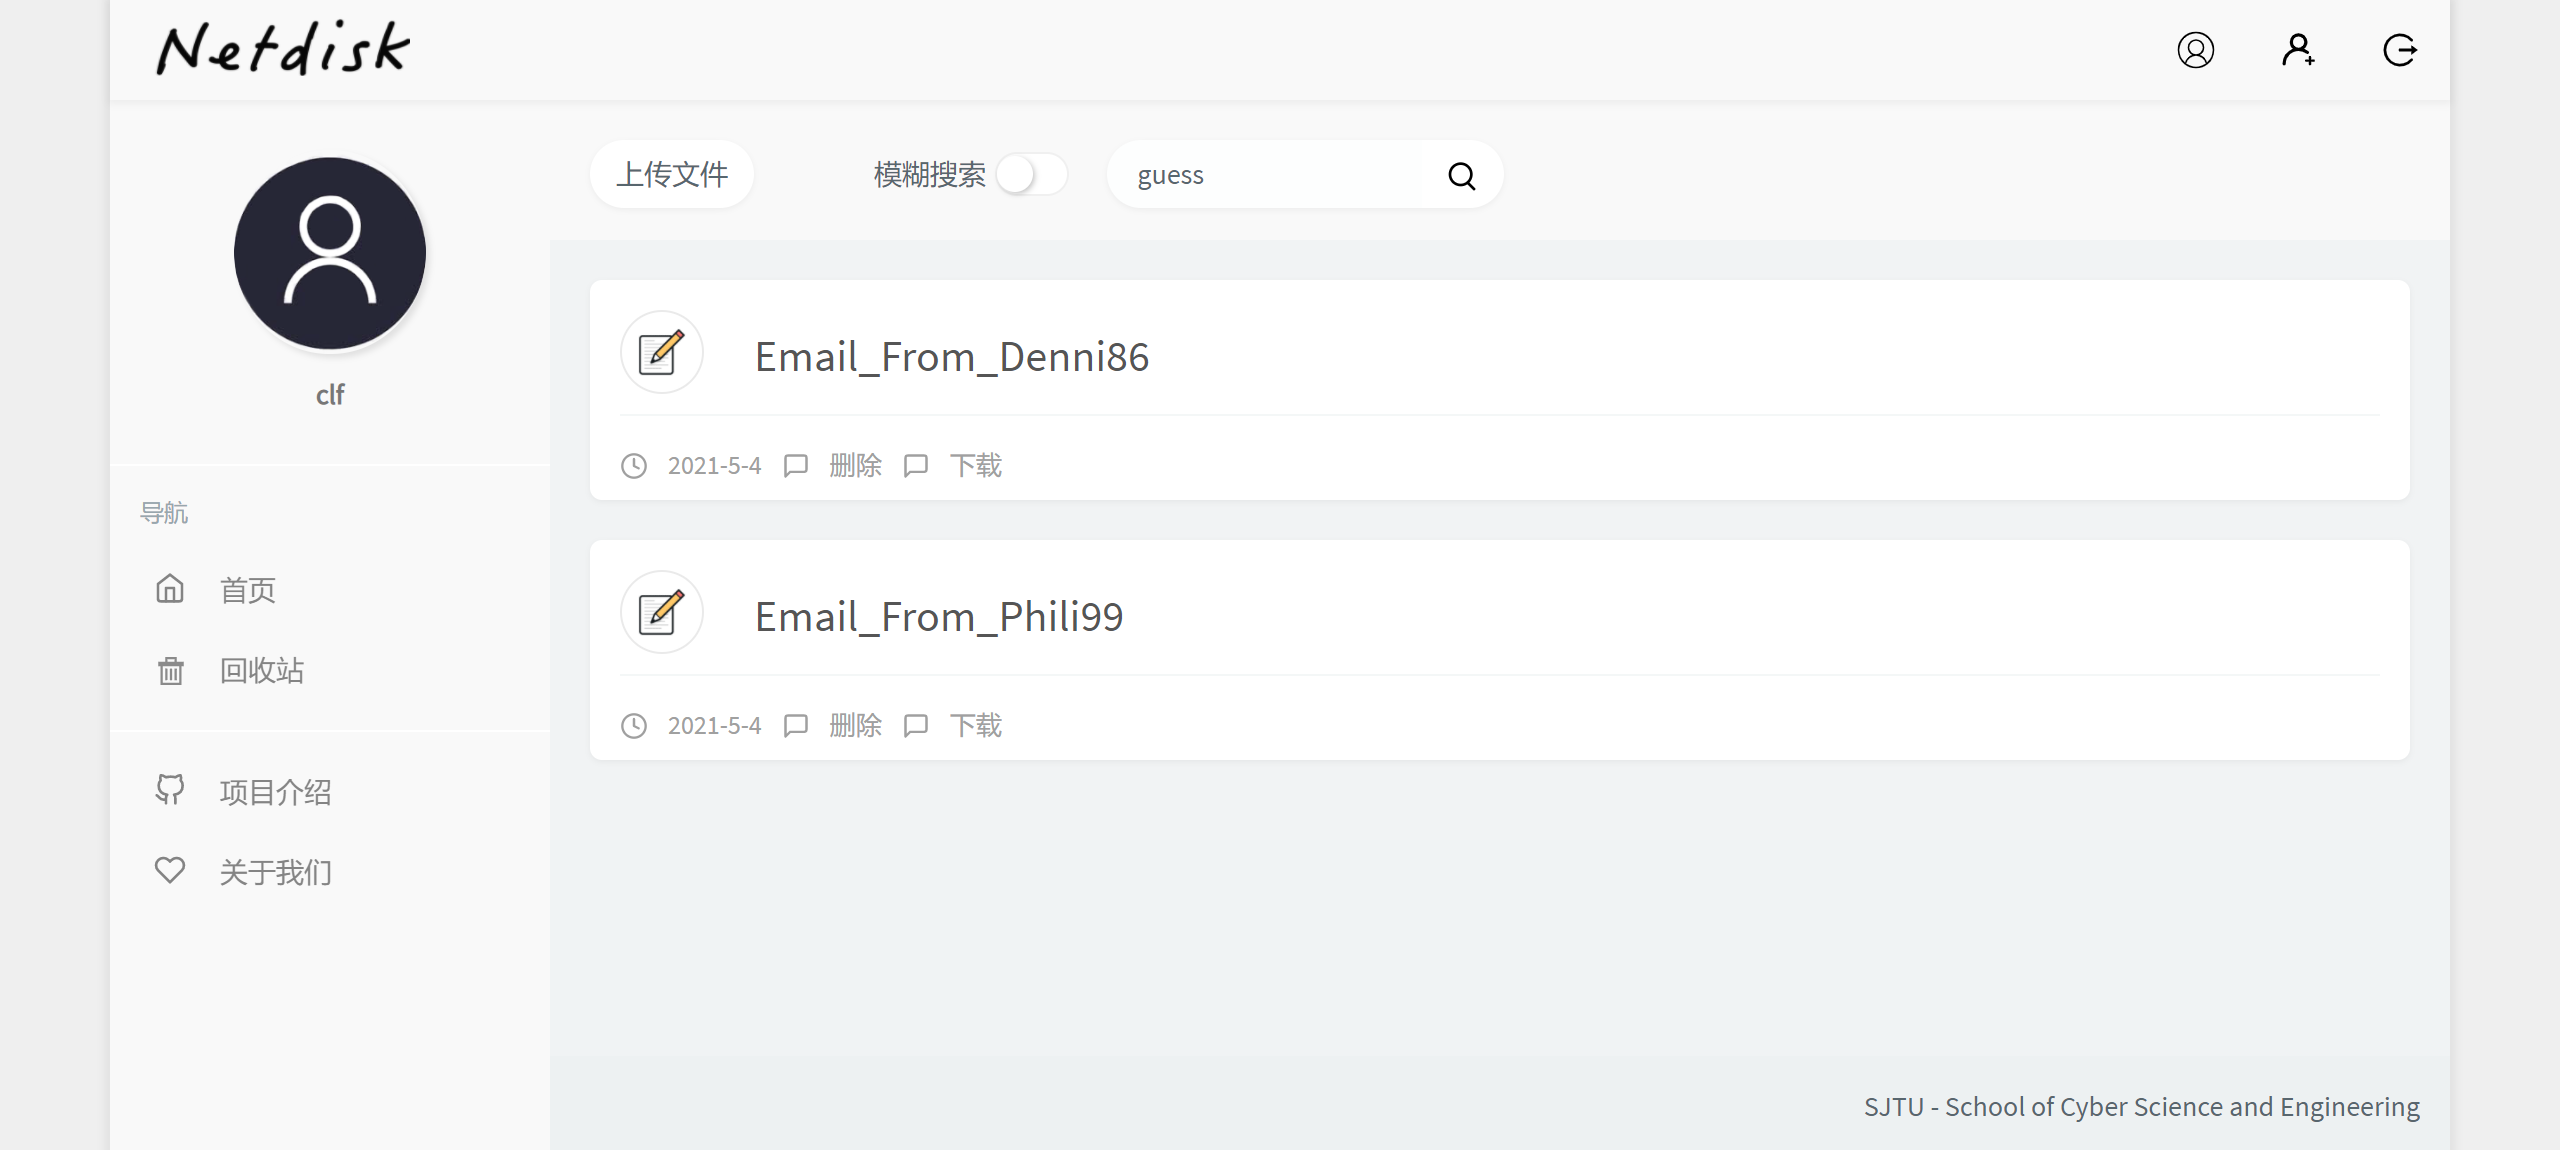 Netdisk
clf
导航
首页
回收站
项目介绍
关于我们
上传文件
模糊搜索
guess
Email_From_Denni86
2021-5-4 删除 下载
Email_From_Phili99
2021-5-4 删除 下载
SJTU - School of Cyber Science and Engineering